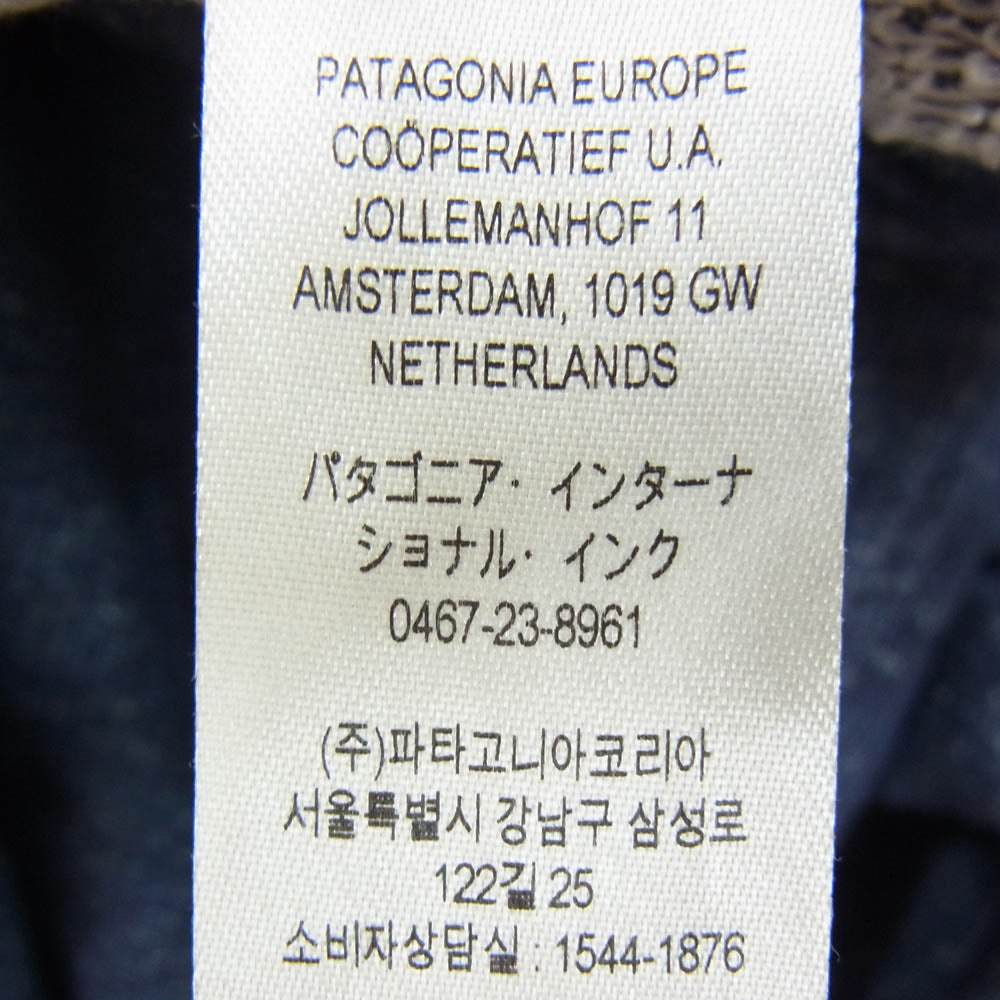 PATAGONIA EUROPE
COÖPERATIEF U.A.
JOLLEMANHOF 11
AMSTERDAM, 1019 GW
NETHERLANDS
パタゴニア・インターナ
ショナル・インク
0467-23-8961
(주)파타고니아코리아
서울특별시 강남구 삼성로
122길 25
소비자상담실 : 1544-1876